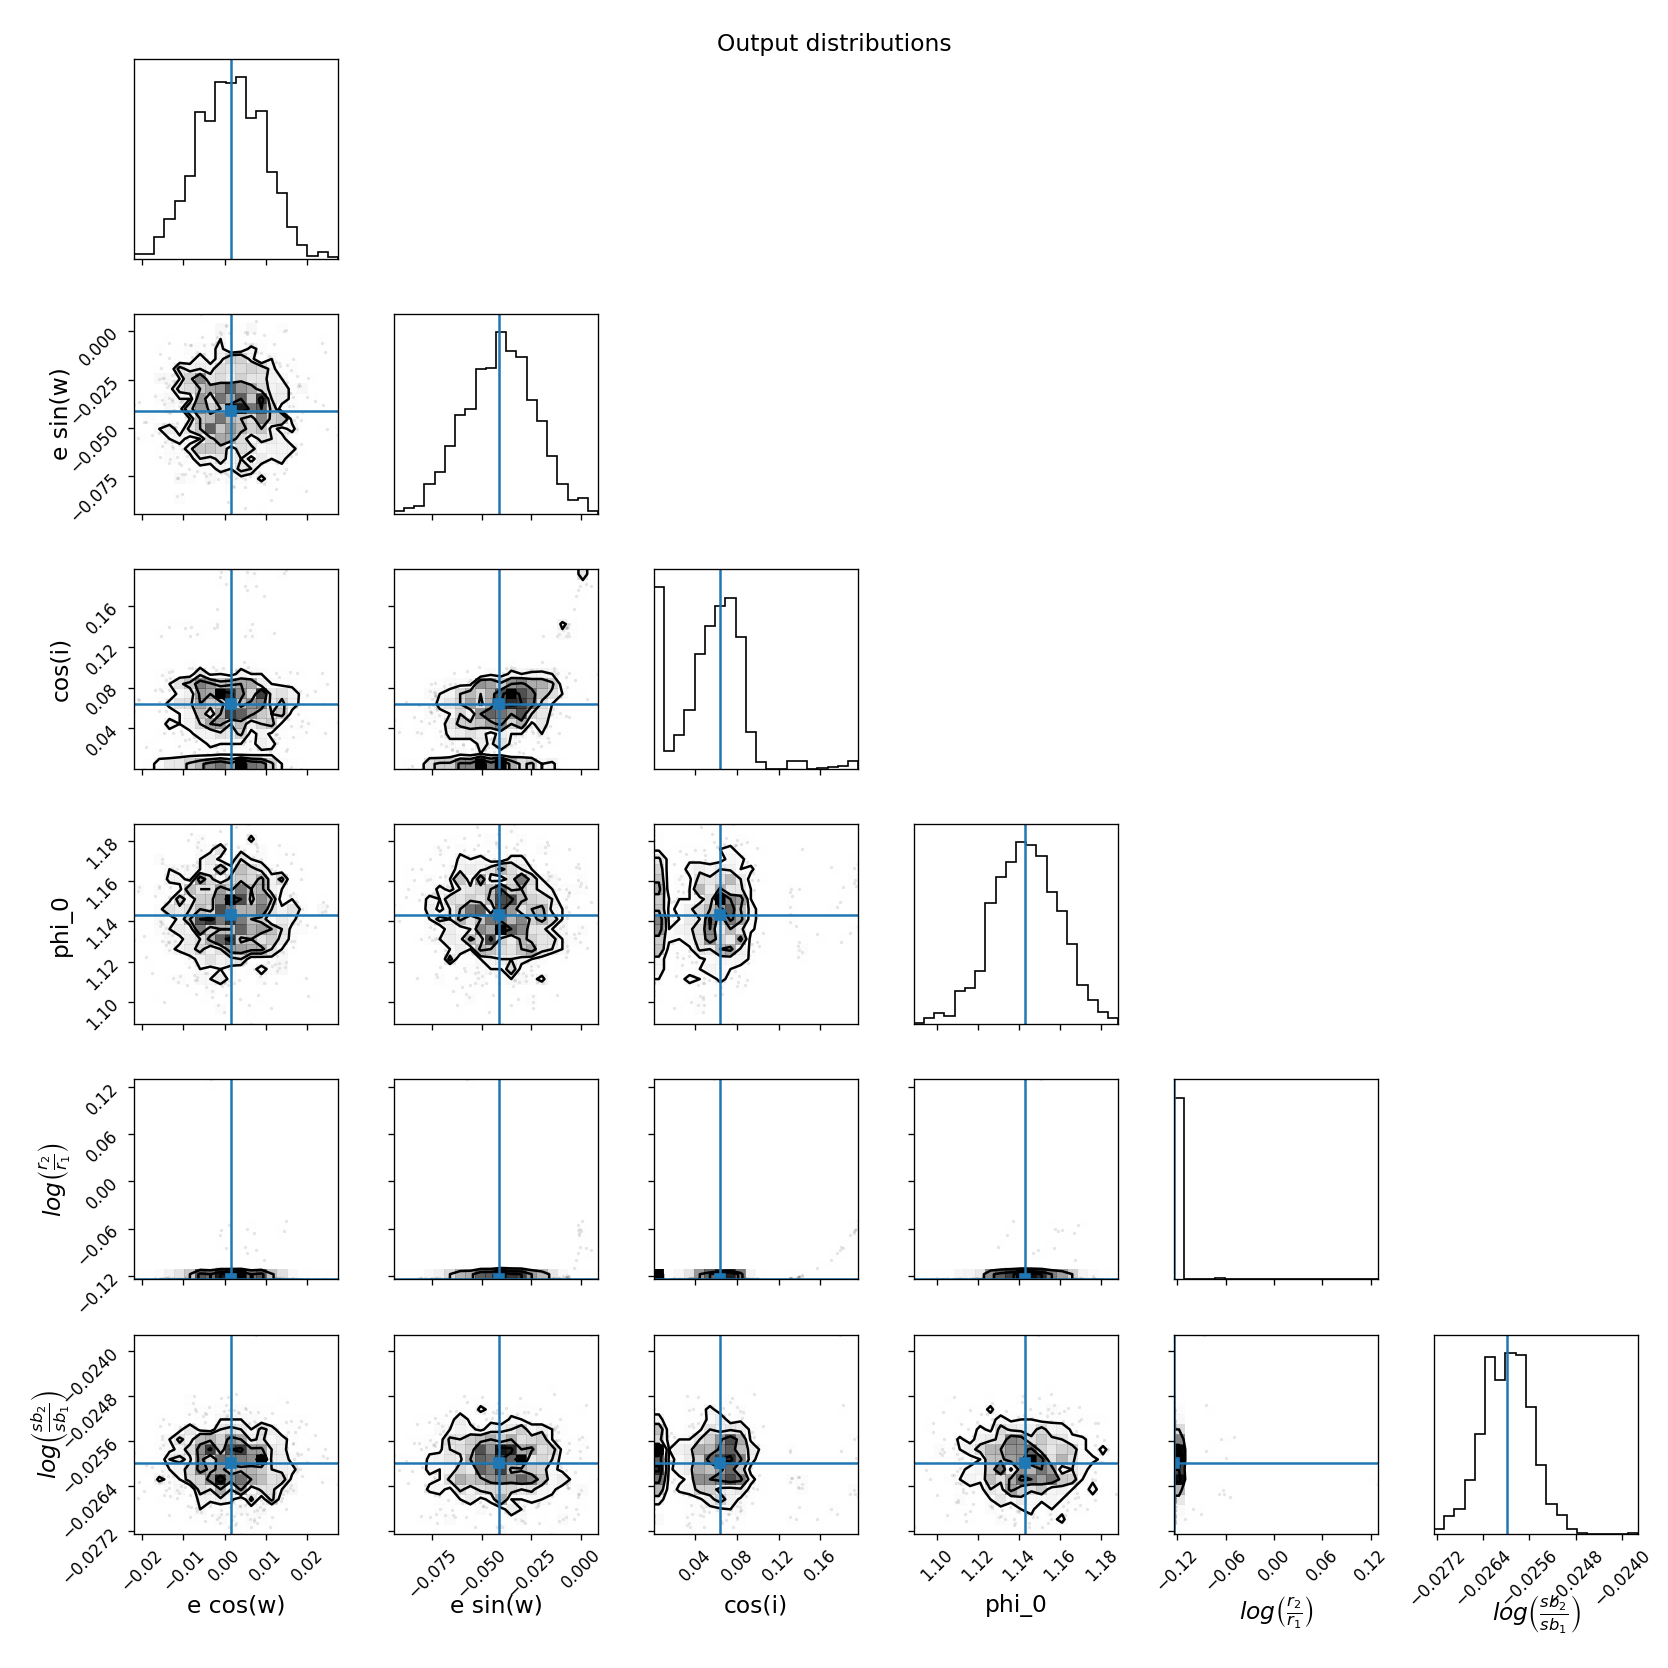 Output distributions
0.000
−0.025
−0.050
−0.075
e sin(w)
0.16
0.12
0.08
0.04
cos(i)
1.18
1.16
1.14
1.12
1.10
phi_0
0.12
0.06
0.00
−0.06
−0.12
log(r2/r1)
−0.0240
−0.0248
−0.0256
−0.0264
−0.0272
log(sb2/sb1)
−0.02 −0.01 0.00 0.01 0.02
−0.075 −0.050 −0.025 0.000
0.04 0.08 0.12 0.16
1.10 1.12 1.14 1.16 1.18
−0.12 −0.06 0.00 0.06 0.12
−0.0272 −0.0264 −0.0256 −0.0248 −0.0240
e cos(w) e sin(w) cos(i) phi_0 log(r2/r1) log(sb2/sb1)